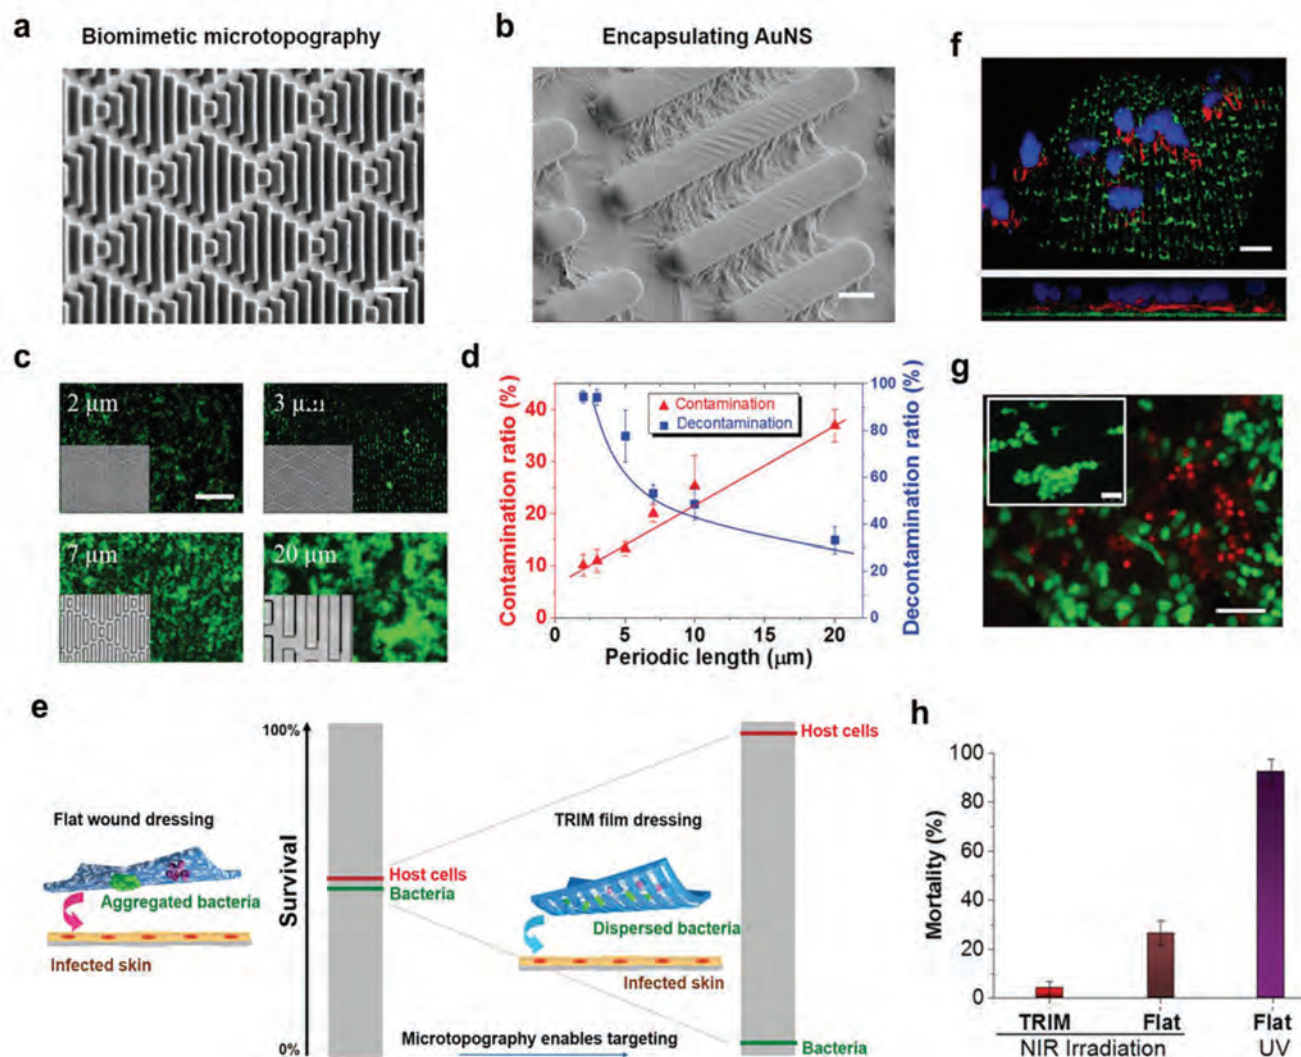 a
Biomimetic microtopography
b
Encapsulating AuNS
c
2 μm
3 μm
7 μm
20 μm
d
Contamination ratio (%)
40
30
20
10
0
Contamination
Decontamination
100
80
60
40
20
0
Decontamination ratio (%)
0
5
10
15
20
Periodic length (μm)
e
100%
Survival
0%
Flat wound dressing
Aggregated bacteria
Infected skin
Host cells
Bacteria
TRIM film dressing
Dispersed bacteria
Infected skin
Host cells
Bacteria
Microtopography enables targeting
f
g
h
Mortality (%)
100
80
60
40
20
0
TRIM
Flat
Flat
NIR Irradiation
UV